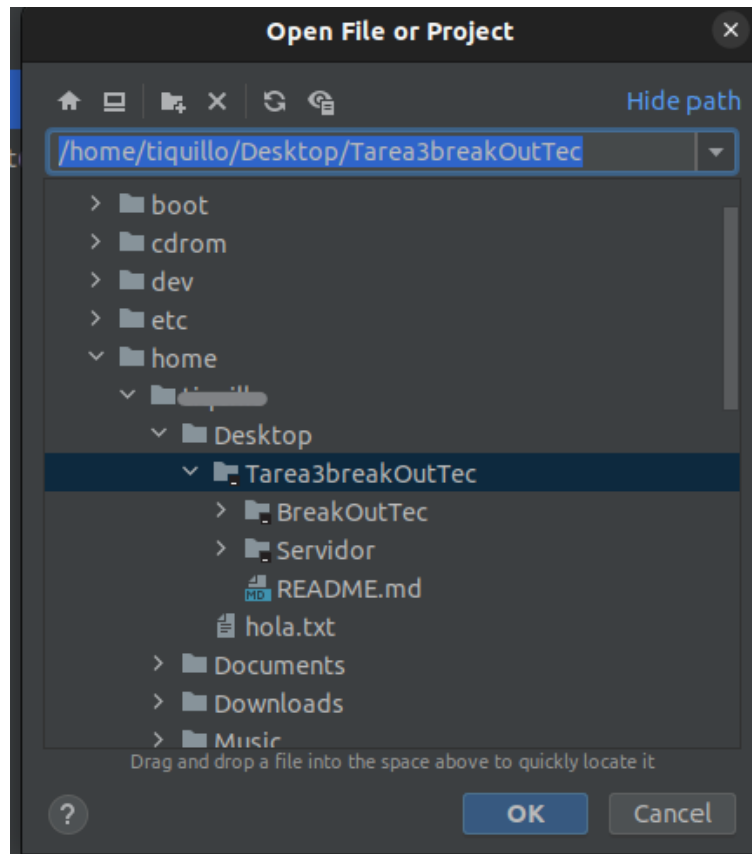 Open File or Project
Hide path
/home/tiquillo/Desktop/Tarea3breakOutTec
boot
cdrom
dev
etc
home
Desktop
Tarea3breakOutTec
BreakOutTec
Servidor
MD README.md
hola.txt
Documents
Downloads
Music
Drag and drop a file into the space above to quickly locate it
? OK Cancel